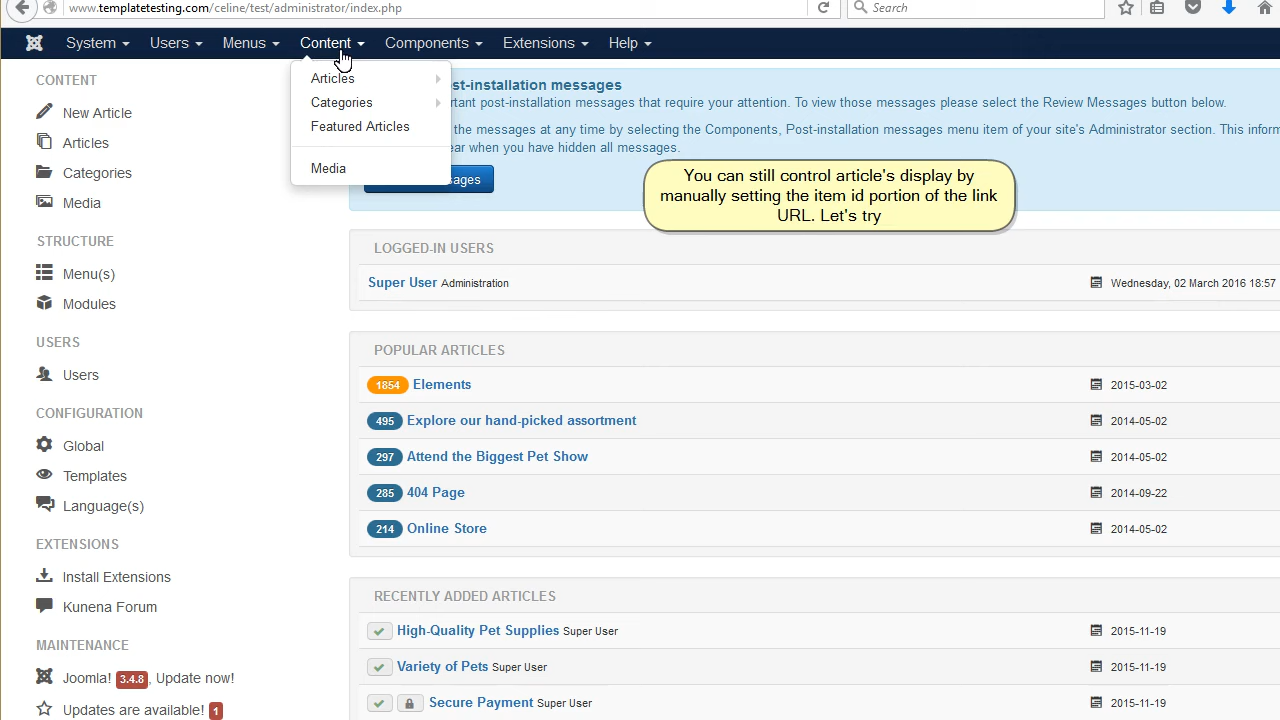 www.templatetesting.com/celine/test/administrator/index.php
Search
System
Users
Menus
Content
Components
Extensions
Help
Articles
Categories
Featured Articles
Media
CONTENT
New Article
Articles
Categories
Media
STRUCTURE
Menu(s)
Modules
USERS
Users
CONFIGURATION
Global
Templates
Language(s)
EXTENSIONS
Install Extensions
Kunena Forum
MAINTENANCE
Joomla! 3.4.8, Update now!
Updates are available! 1
st-installation messages
rtant post-installation messages that require your attention. To view those messages please select the Review Messages button below.
the messages at any time by selecting the Components, Post-installation messages menu item of your site's Administrator section. This inform
ear when you have hidden all messages.
ages
You can still control article's display by
manually setting the item id portion of the link
URL. Let's try
LOGGED-IN USERS
Super User Administration
Wednesday, 02 March 2016 18:57
POPULAR ARTICLES
1854 Elements 2015-03-02
495 Explore our hand-picked assortment 2014-05-02
297 Attend the Biggest Pet Show 2014-05-02
285 404 Page 2014-09-22
214 Online Store 2014-05-02
RECENTLY ADDED ARTICLES
High-Quality Pet Supplies Super User 2015-11-19
Variety of Pets Super User 2015-11-19
Secure Payment Super User 2015-11-19